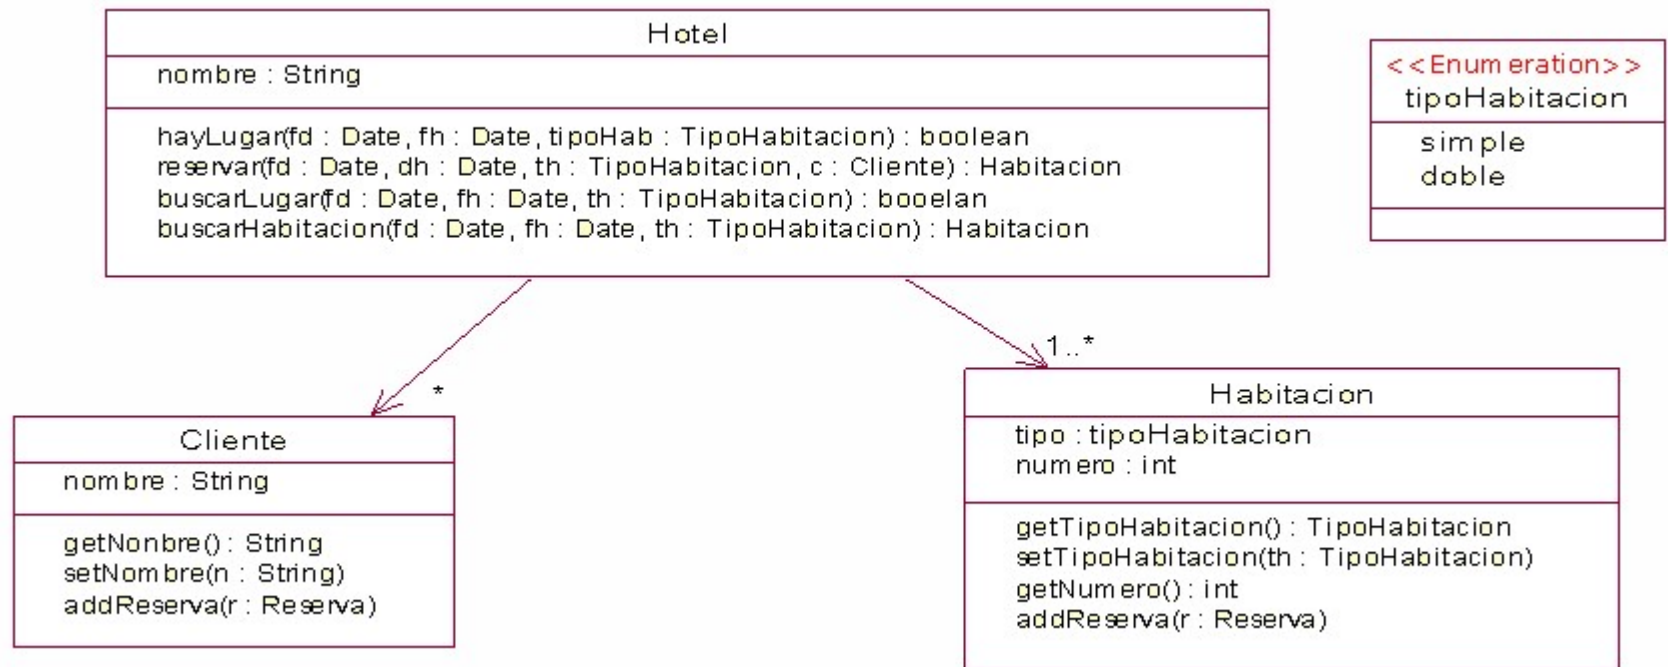 Hotel
nombre : String
hayLugar(fd : Date, fh : Date, tipoHab : TipoHabitacion) : boolean
reservar(fd : Date, dh : Date, th : TipoHabitacion, c : Cliente) : Habitacion
buscarLugar(fd : Date, fh : Date, th : TipoHabitacion) : booelan
buscarHabitacion(fd : Date, fh : Date, th : TipoHabitacion) : Habitacion
<<Enumeration>>
tipoHabitacion
simple
doble
*
1..*
Cliente
nombre : String
getNonbre() : String
setNombre(n : String)
addReserva(r : Reserva)
Habitacion
tipo : tipoHabitacion
numero : int
getTipoHabitacion() : TipoHabitacion
setTipoHabitacion(th : TipoHabitacion)
getNumero() : int
addReserva(r : Reserva)